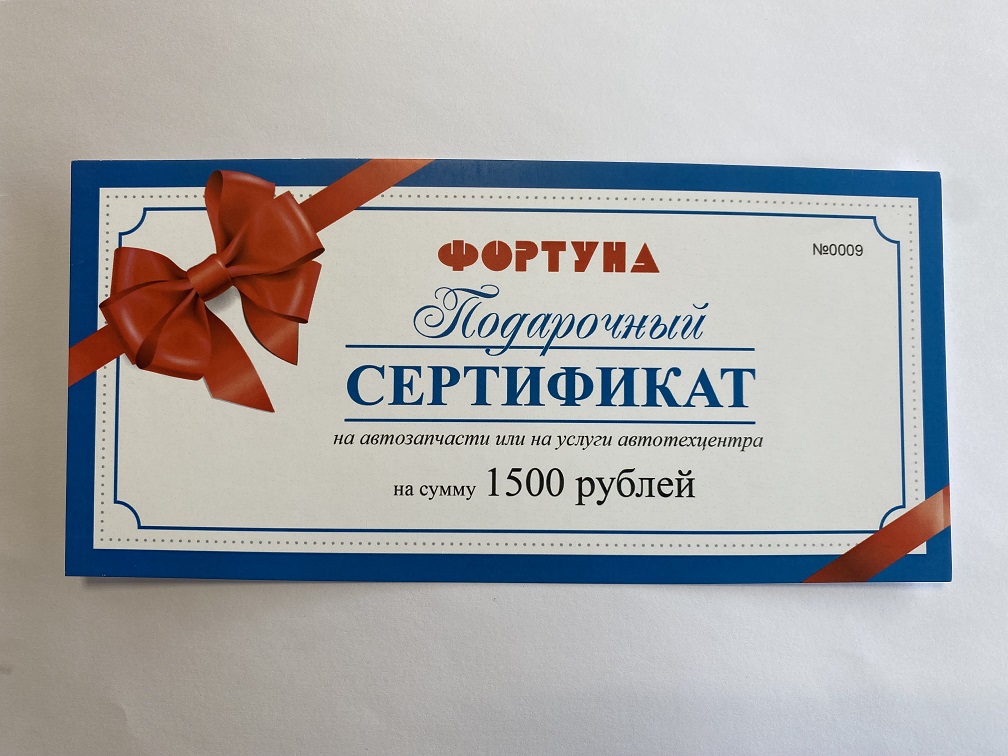 ФОРТУНА
№0009
Подарочный
СЕРТИФИКАТ
на автозапчасти или на услуги автотехцентра
на сумму 1500 рублей